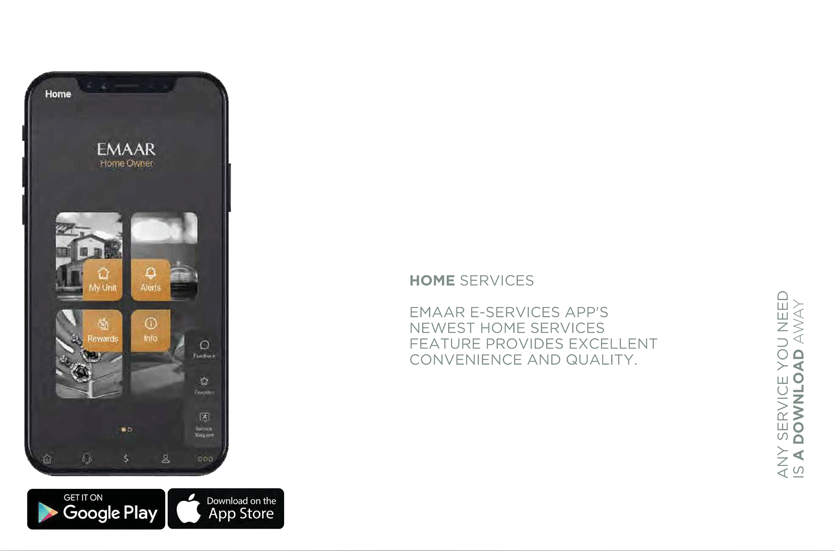 Home
EMAAR
Home Owner
My Unit
Alerts
Rewards
Info
Feedback
Favorites
Service
Request
GET IT ON
Google Play
Download on the
App Store
HOME SERVICES
EMAAR E-SERVICES APP'S
NEWEST HOME SERVICES
FEATURE PROVIDES EXCELLENT
CONVENIENCE AND QUALITY.
ANY SERVICE YOU NEED
IS A DOWNLOAD AWAY